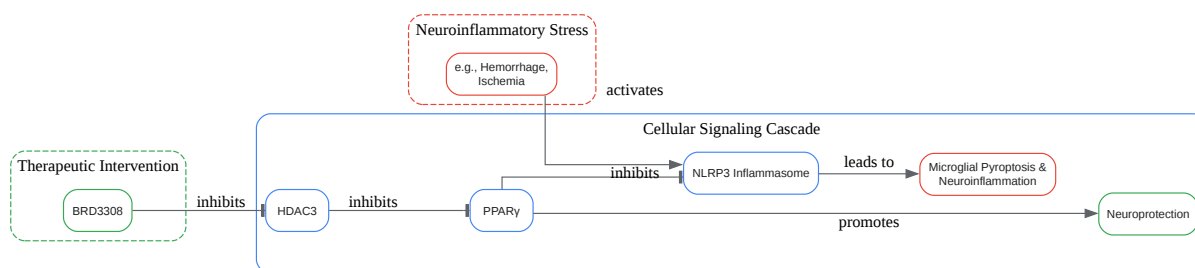 Neuroinflammatory Stress
e.g., Hemorrhage,
Ischemia
activates
Cellular Signaling Cascade
Therapeutic Intervention
BRD3308
inhibits
HDAC3
inhibits
PPARγ
inhibits
NLRP3 Inflammasome
leads to
Microglial Pyroptosis &
Neuroinflammation
promotes
Neuroprotection